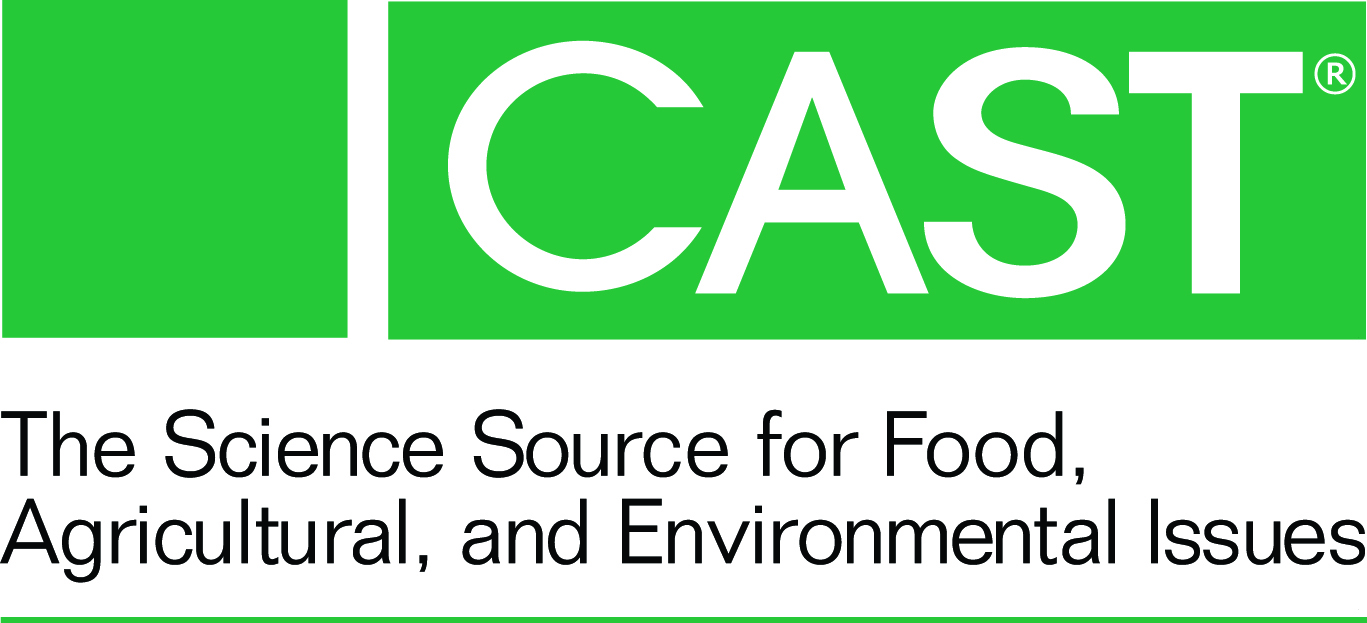 CAST®
The Science Source for Food,
Agricultural, and Environmental Issues